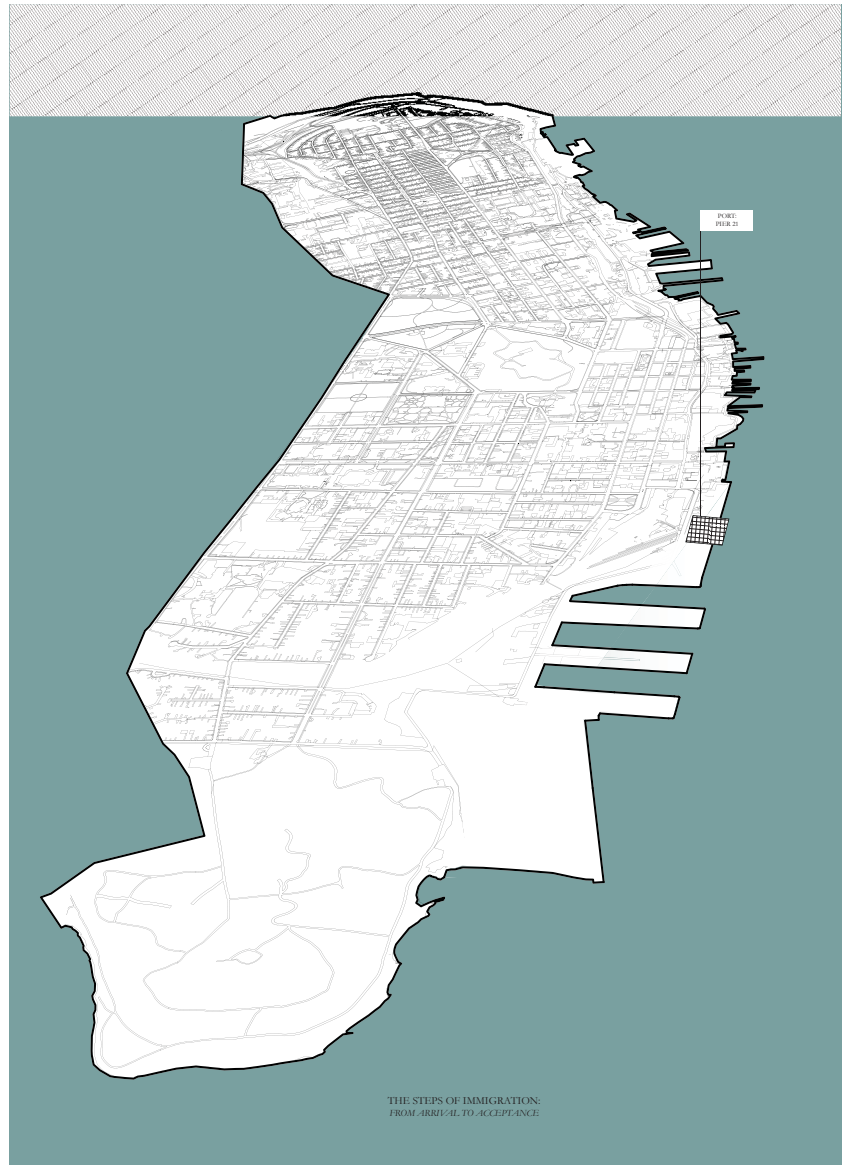 PORT:
PIER 21
THE STEPS OF IMMIGRATION:
FROM ARRIVAL TO ACCEPTANCE